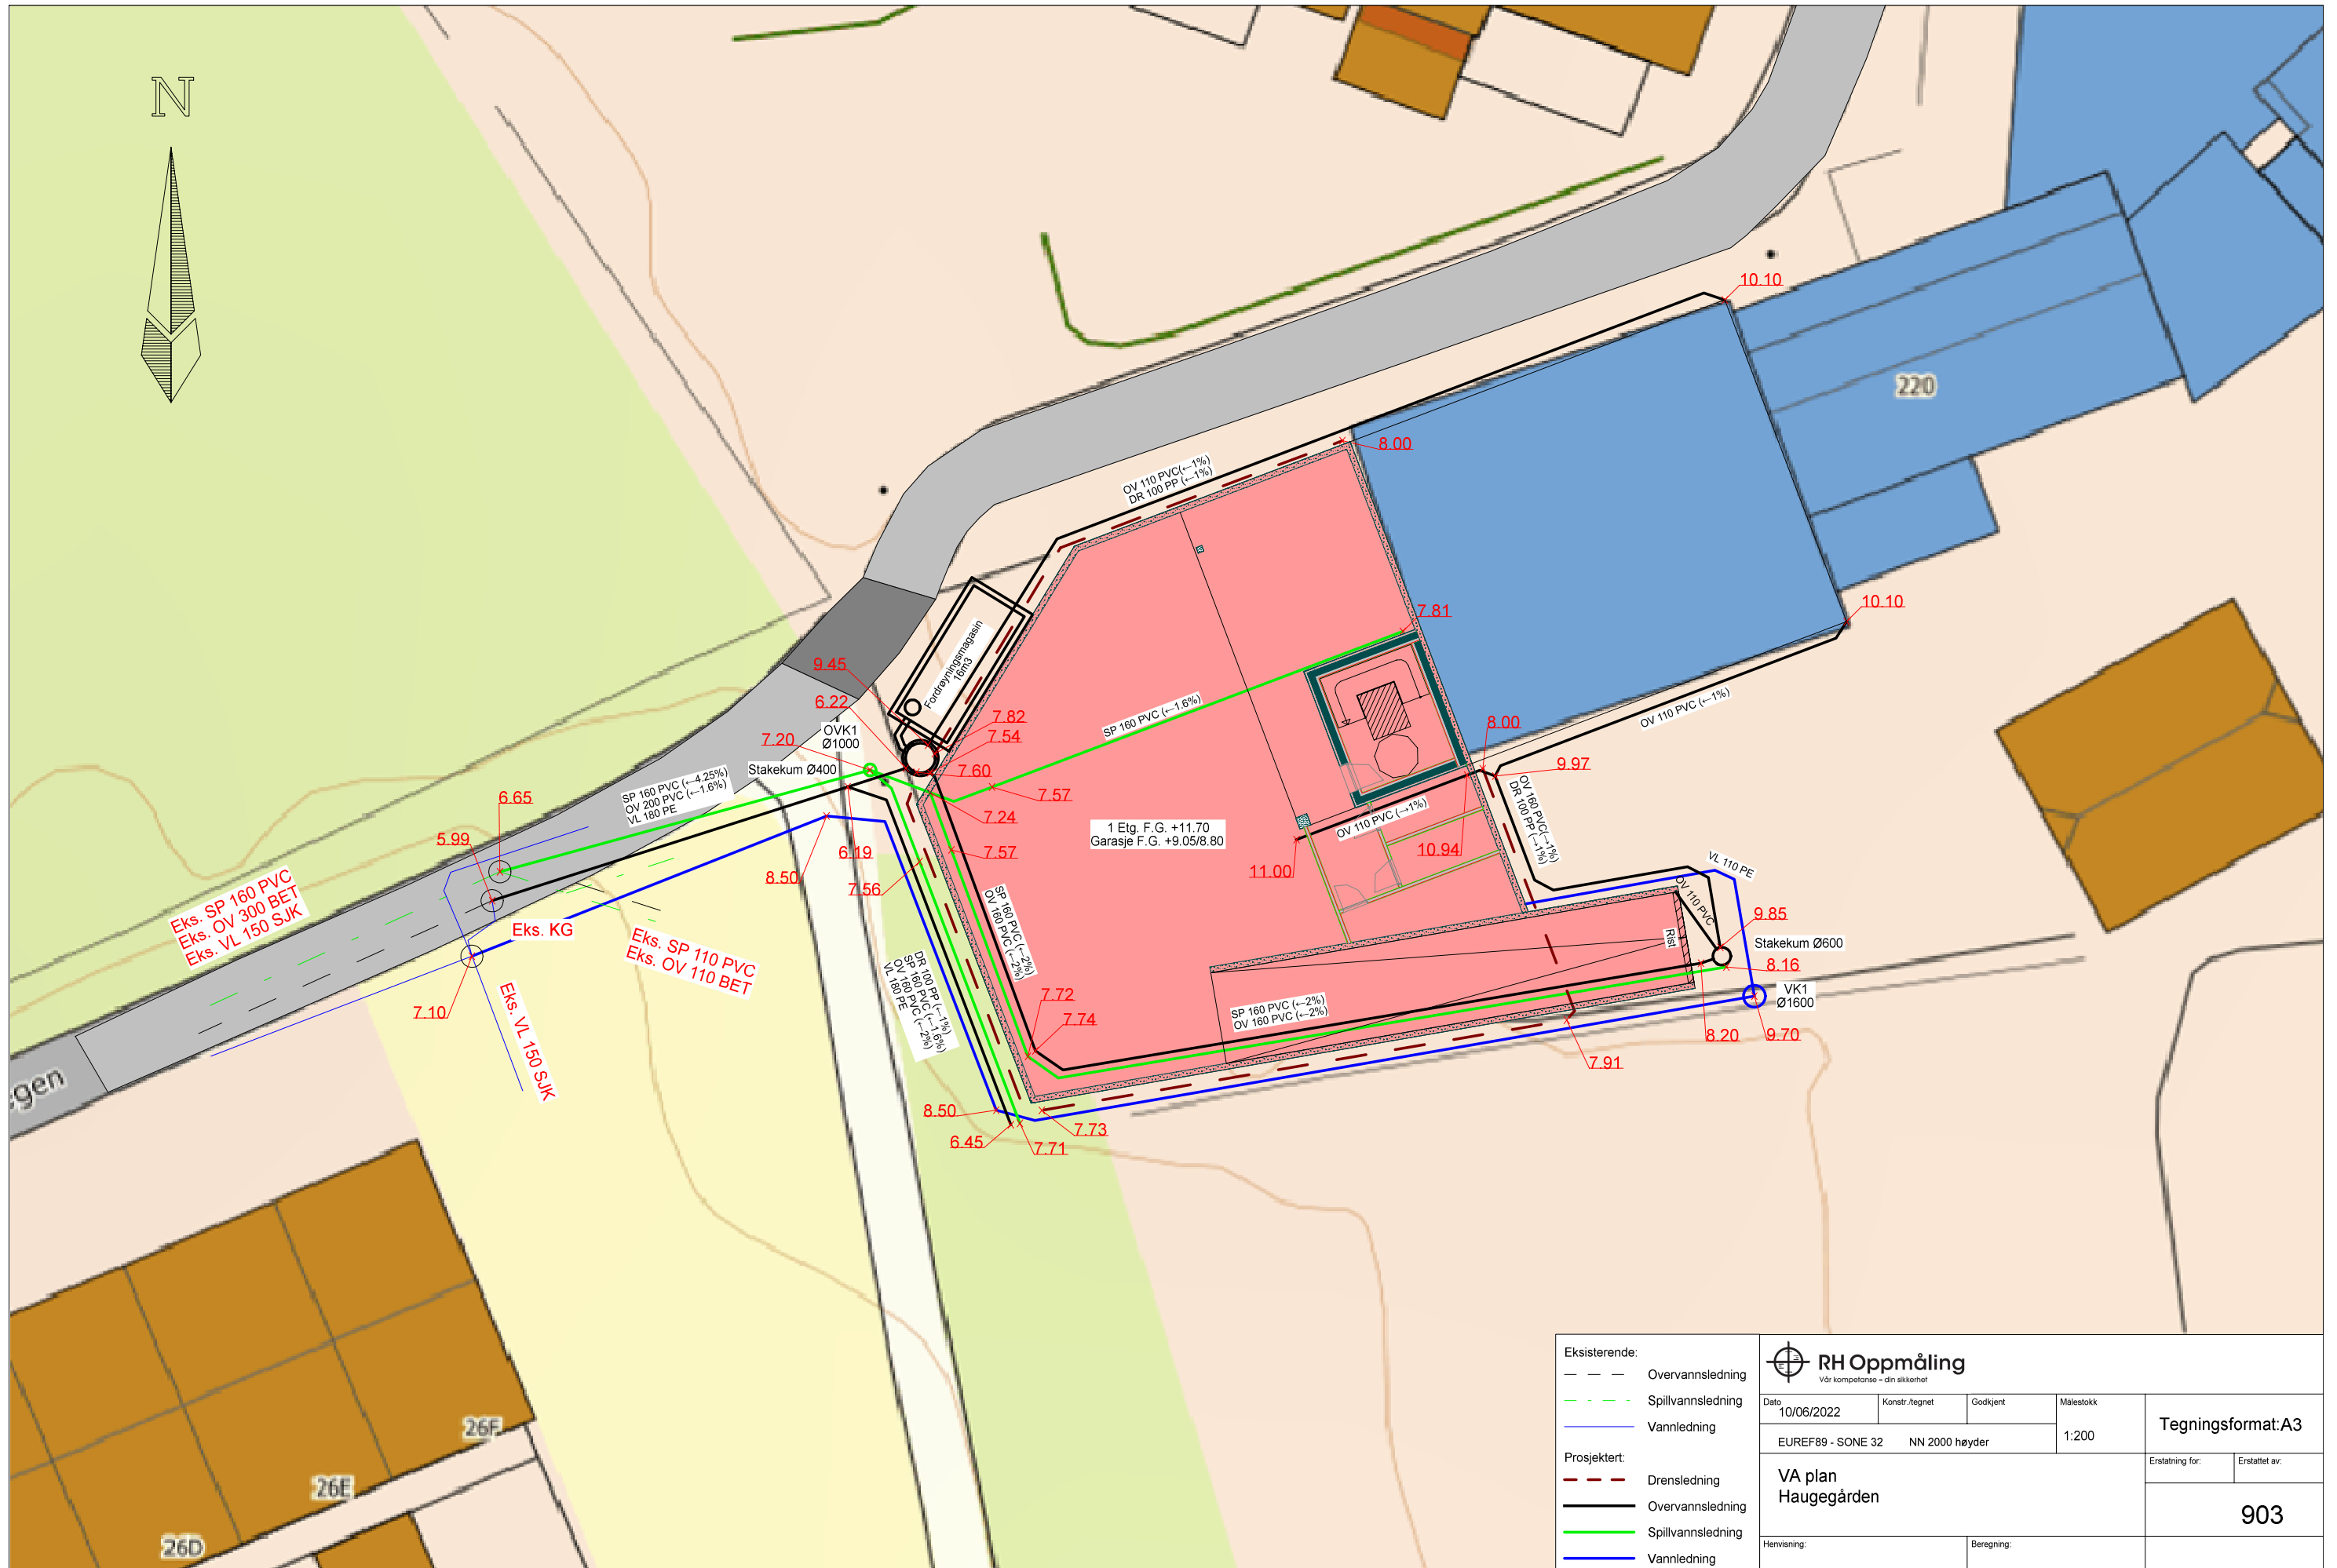 N
220
10.10
8.00
OV 110 PVC(←1%)
DR 100 PP (←1%)
7.81
10.10
Fordrøyningsmagasin
16m3
9.45
6.22
OVK1
Ø1000
7.20
Stakekum Ø400
7.82
7.54
7.60
7.57
7.24
SP 160 PVC (←1.6%)
OV 110 PVC (←1%)
8.00
9.97
SP 160 PVC (←4.25%)
OV 200 PVC (←1.6%)
VL 180 PE
6.65
5.99
6.19
7.57
7.56
8.50
1 Etg. F.G. +11.70
Garasje F.G. +9.05/8.80
OV 110 PVC (→1%)
11.00
10.94
OV 160 PVC(→1%)
DR 100 PP (→1%)
VL 110 PE
OV 110 PVC
Rist
9.85
Stakekum Ø600
8.16
VK1
Ø1600
9.70
8.20
7.91
Eks. SP 160 PVC
Eks. OV 300 BET
Eks. VL 150 SJK
Eks. KG
Eks. SP 110 PVC
Eks. OV 110 BET
7.10
Eks. VL 150 SJK
SP 160 PVC (←2%)
OV 160 PVC (←2%)
DR 100 PP (←1%)
SP 160 PVC (←1.6%)
OV 160 PVC (←2%)
VL 180 PE
7.72
7.74
SP 160 PVC (←2%)
OV 160 PVC (←2%)
8.50
6.45
7.73
7.71
gen
26F
26E
26D
Eksisterende:
Overvannsledning
Spillvannsledning
Vannledning
Prosjektert:
Drensledning
Overvannsledning
Spillvannsledning
Vannledning
RH Oppmåling
Vår kompetanse – din sikkerhet
Dato
10/06/2022
Konstr./tegnet
Godkjent
Målestokk
1:200
Tegningsformat:A3
EUREF89 - SONE 32 NN 2000 høyder
VA plan
Haugegården
Erstatning for:
Erstattet av:
903
Henvisning:
Beregning: